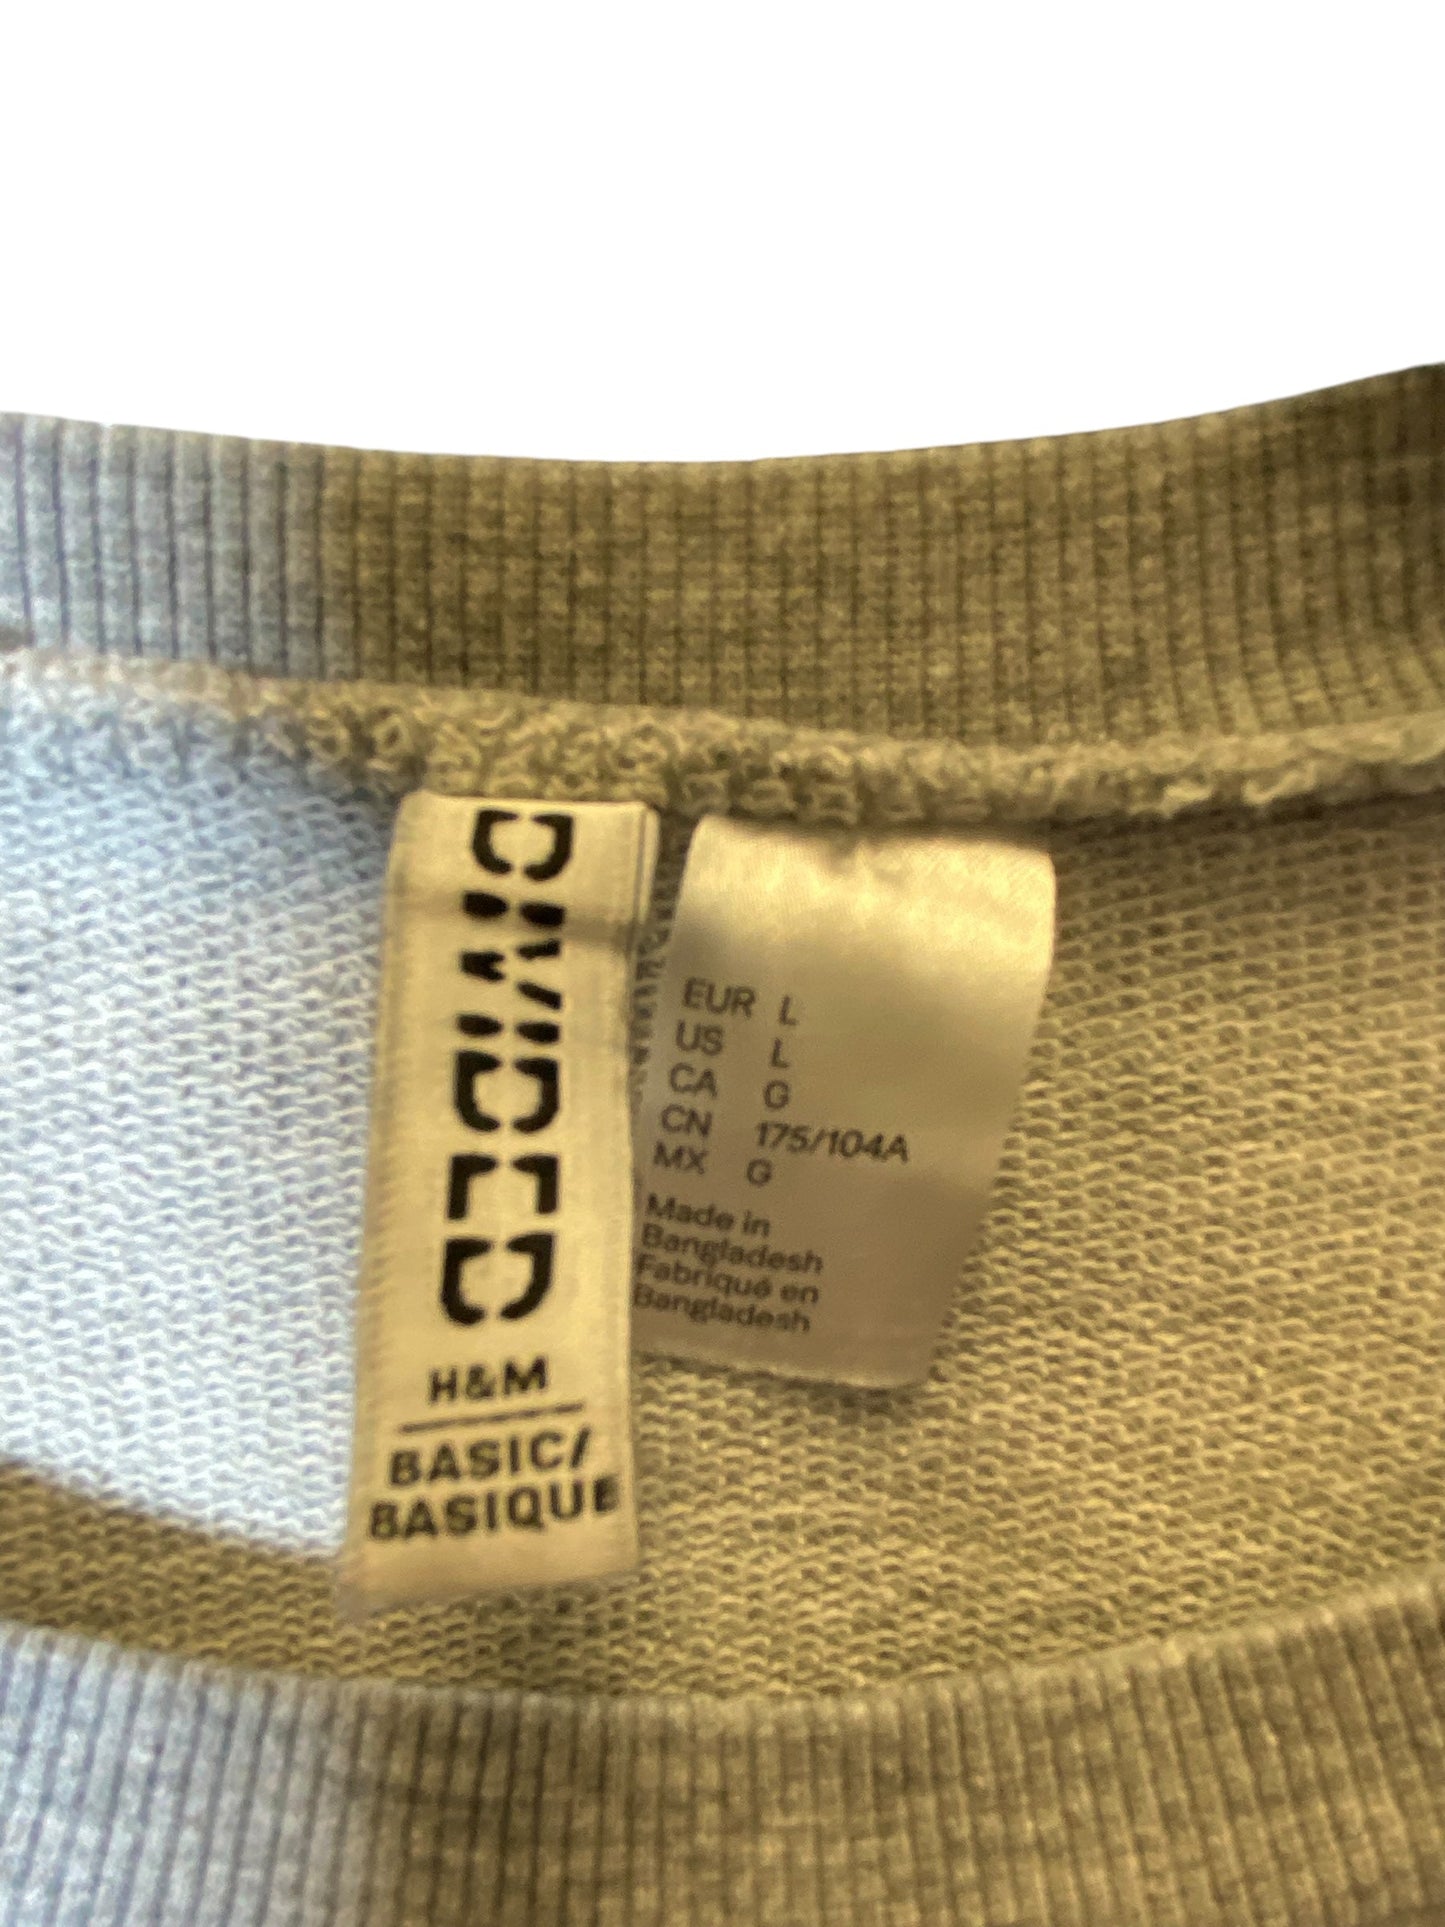 DIVIDED
H&M
BASIC/
BASIQUE
EUR L
US L
CA G
CN 175/104A
MX G
Made in
Bangladesh
Fabriqué en
Bangladesh